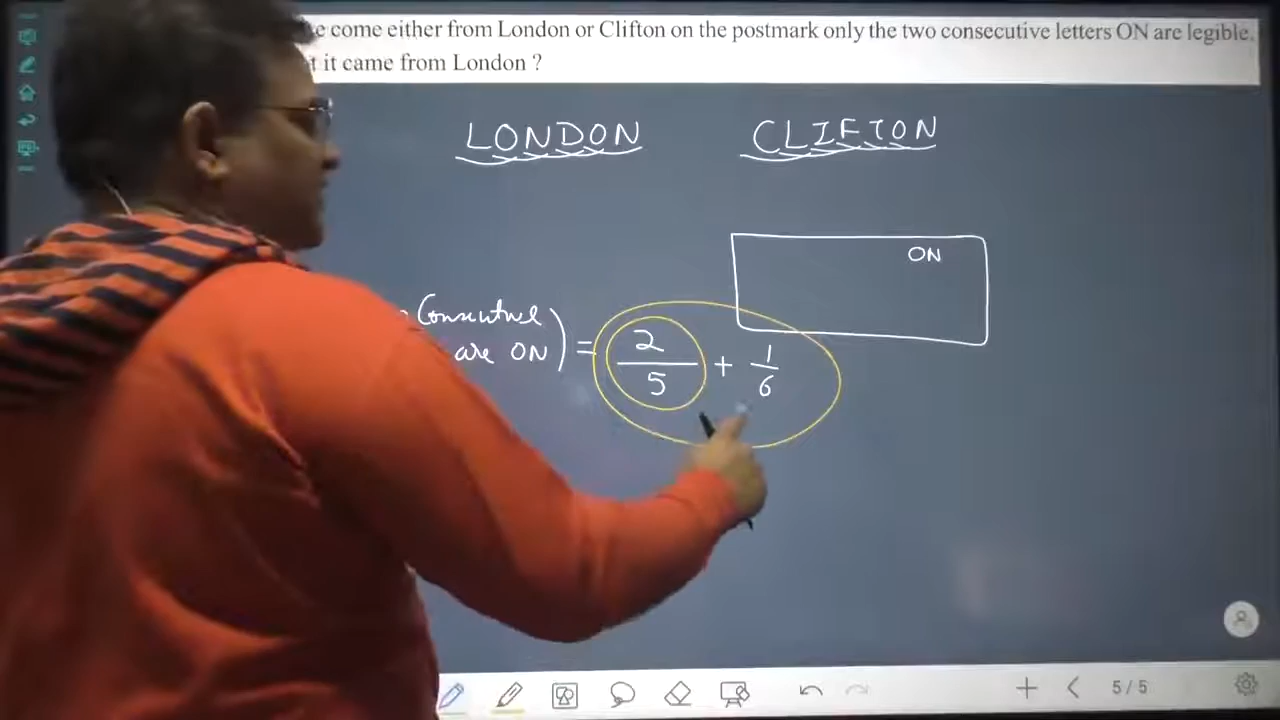 come either from London or Clifton on the postmark only the two consecutive letters ON are legible.
it came from London ?
LONDON CLIFTON
ON
Consecutive
are ON) = 2/5 + 1/6
5 / 5